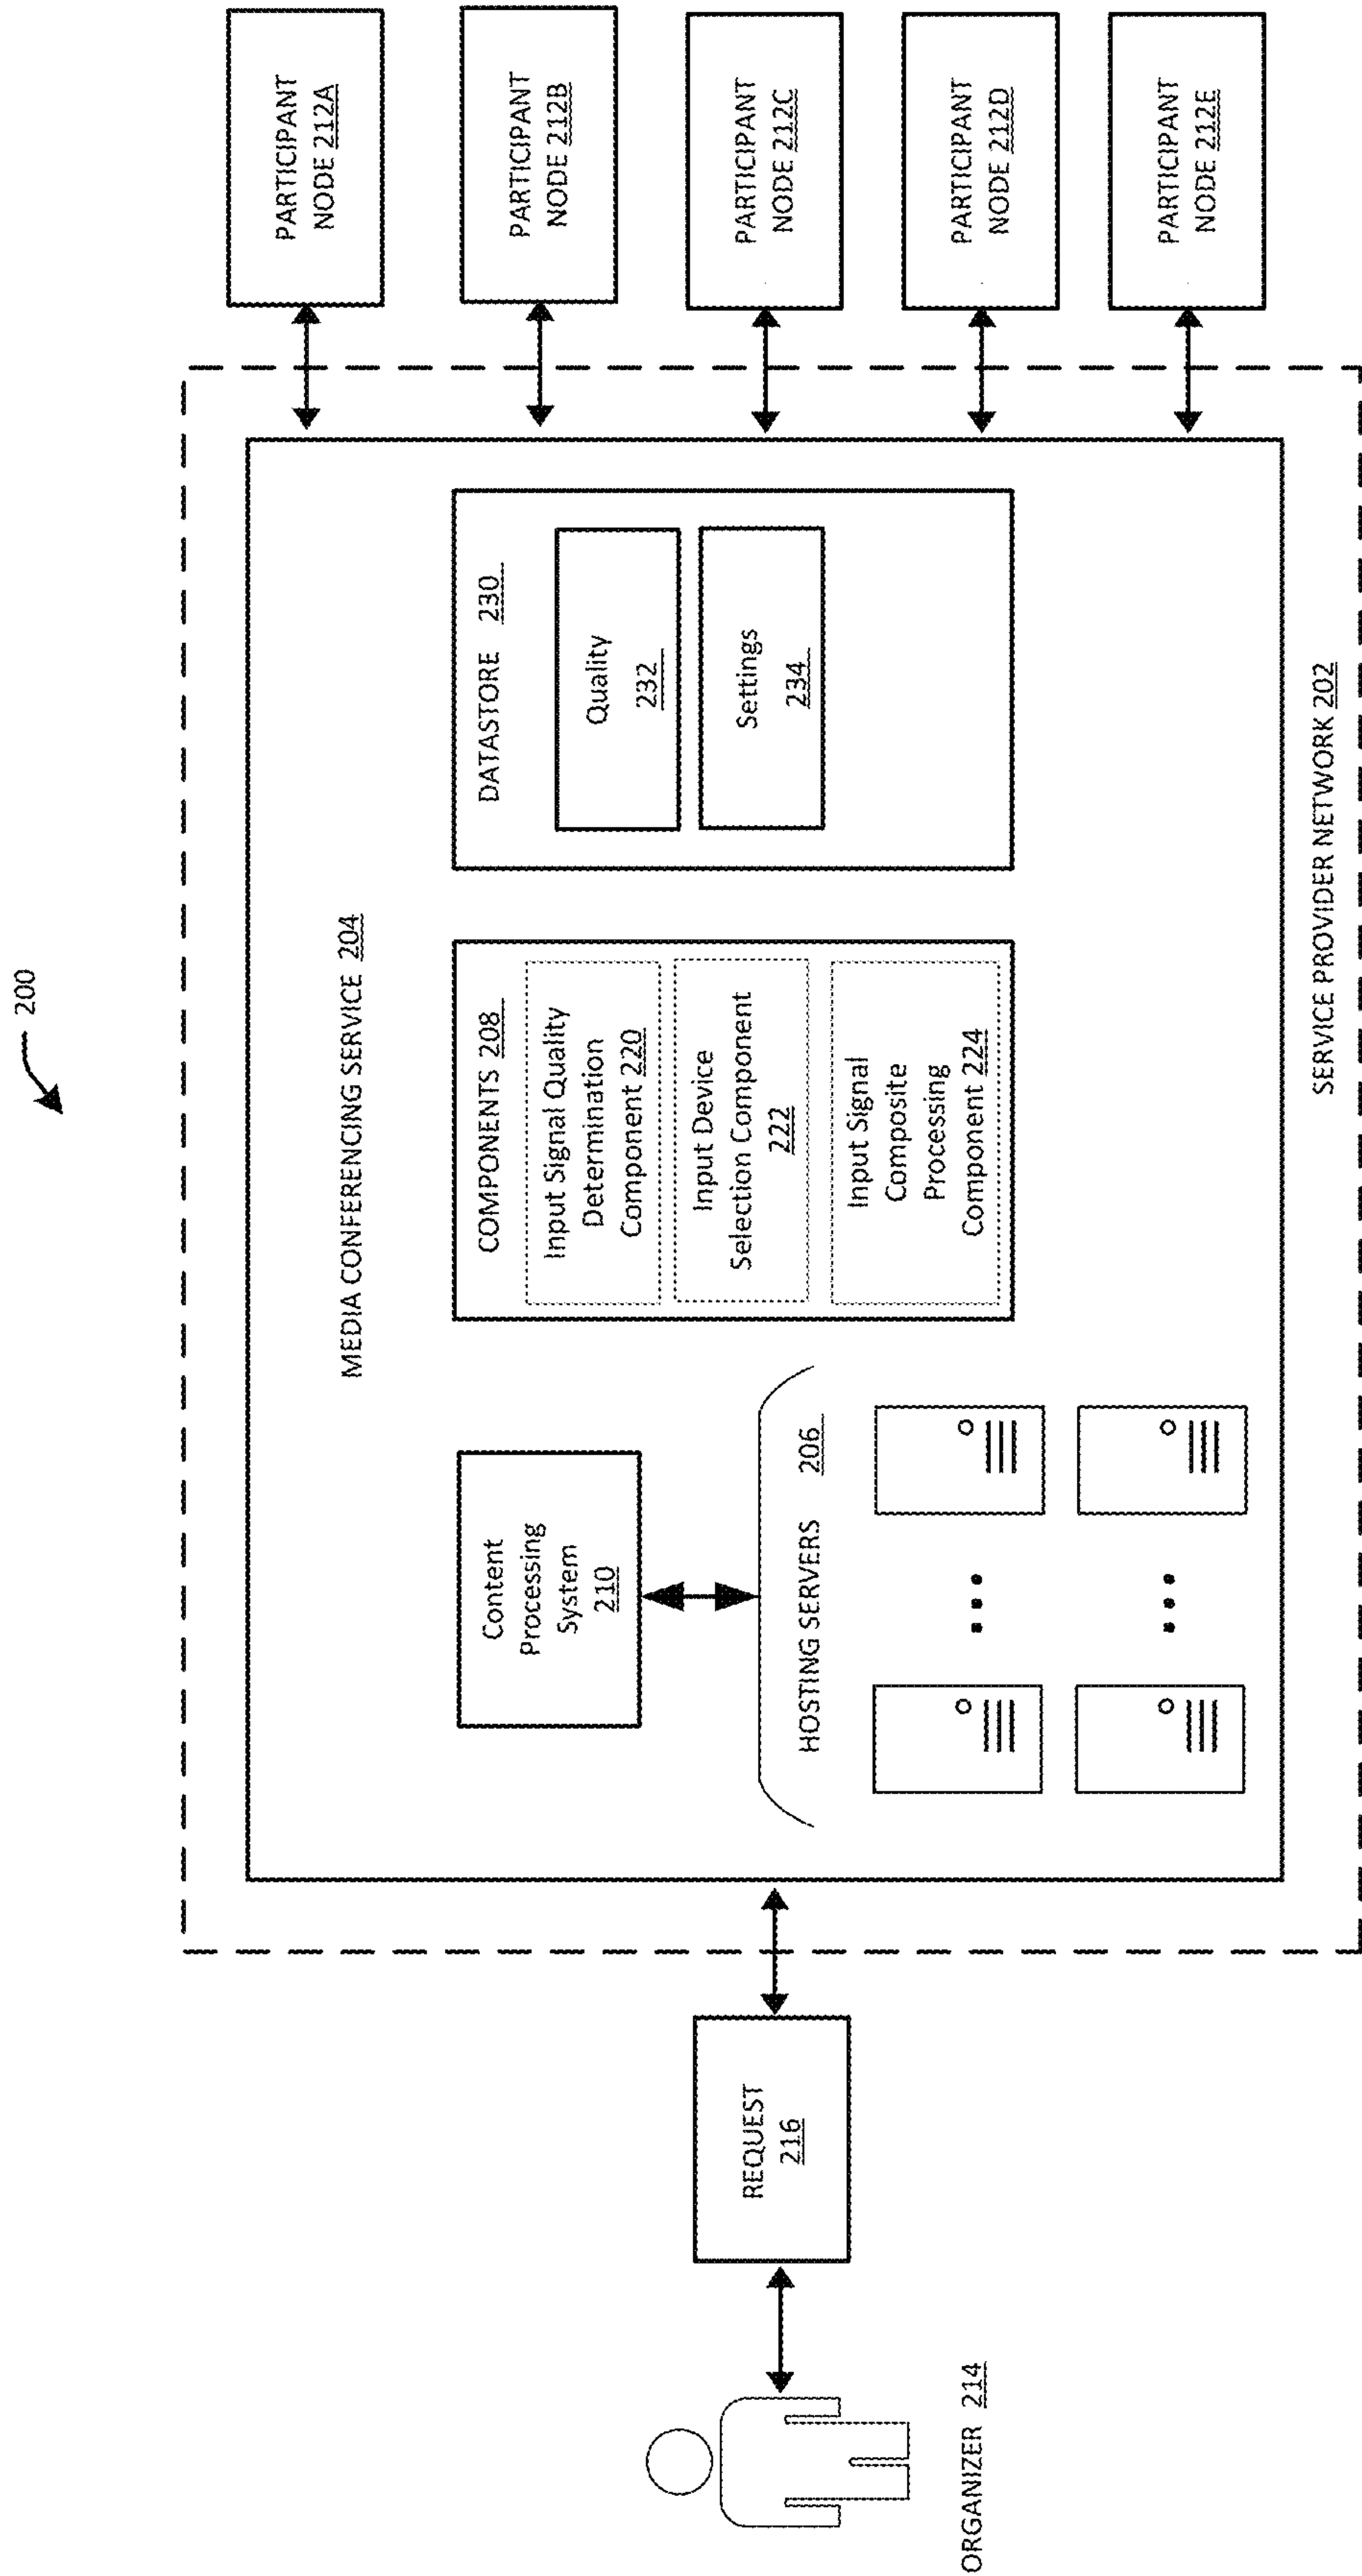 200
MEDIA CONFERENCING SERVICE 204
Content
Processing
System
210
HOSTING SERVERS 206
COMPONENTS 208
Input Signal Quality
Determination
Component 220
Input Device
Selection Component
222
Input Signal
Composite
Processing
Component 224
DATASTORE 230
Quality
232
Settings
234
SERVICE PROVIDER NETWORK 202
REQUEST
216
ORGANIZER 214
PARTICIPANT
NODE 212A
PARTICIPANT
NODE 212B
PARTICIPANT
NODE 212C
PARTICIPANT
NODE 212D
PARTICIPANT
NODE 212E